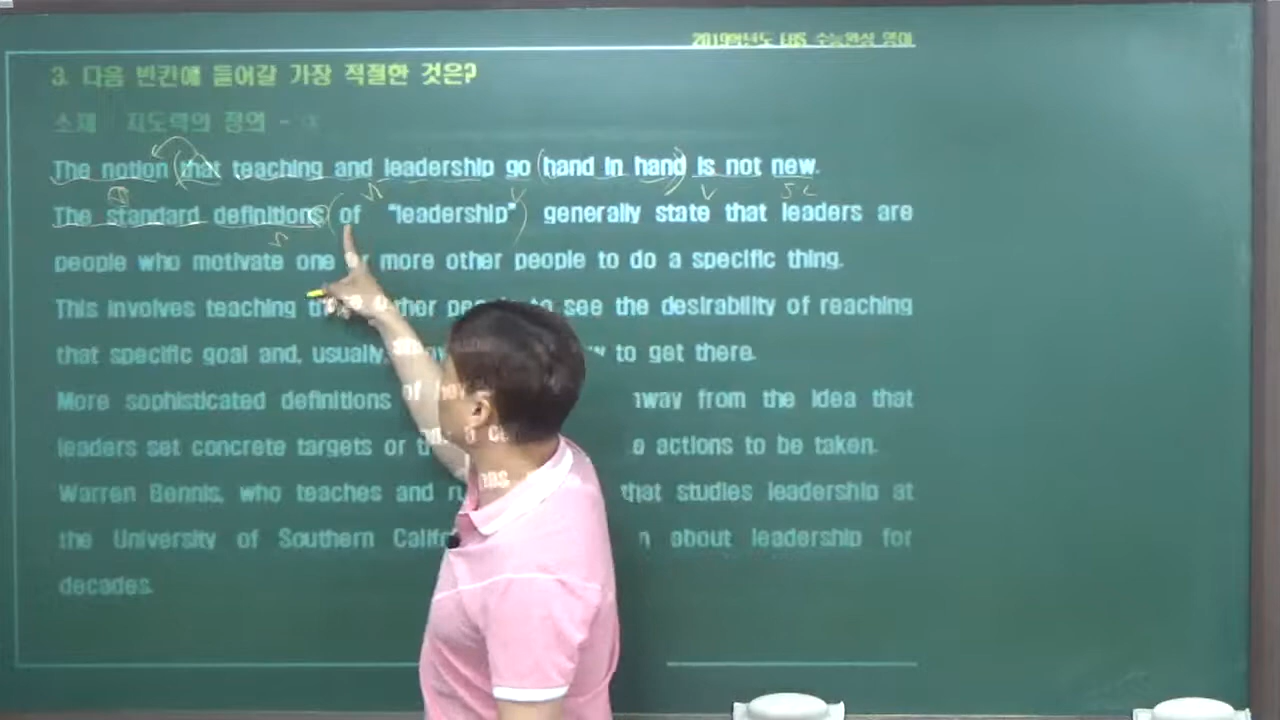 2019학년도 EBS 수능완성 영어
3. 다음 빈칸에 들어갈 가장 적절한 것은?
소재 지도력의 정의 -
The notion that teaching and leadership go hand in hand is not new.
S V V S C
The standard definitions of "leadership" generally state that leaders are
S
people who motivate one or more other people to do a specific thing.
This involves teaching to see the desirability of reaching
that specific goal and, usually, to get there.
More sophisticated definitions of away from the idea that
leaders set concrete targets or actions to be taken.
Warren Bennis, who teaches and that studies leadership at
the University of Southern about leadership for
decades.